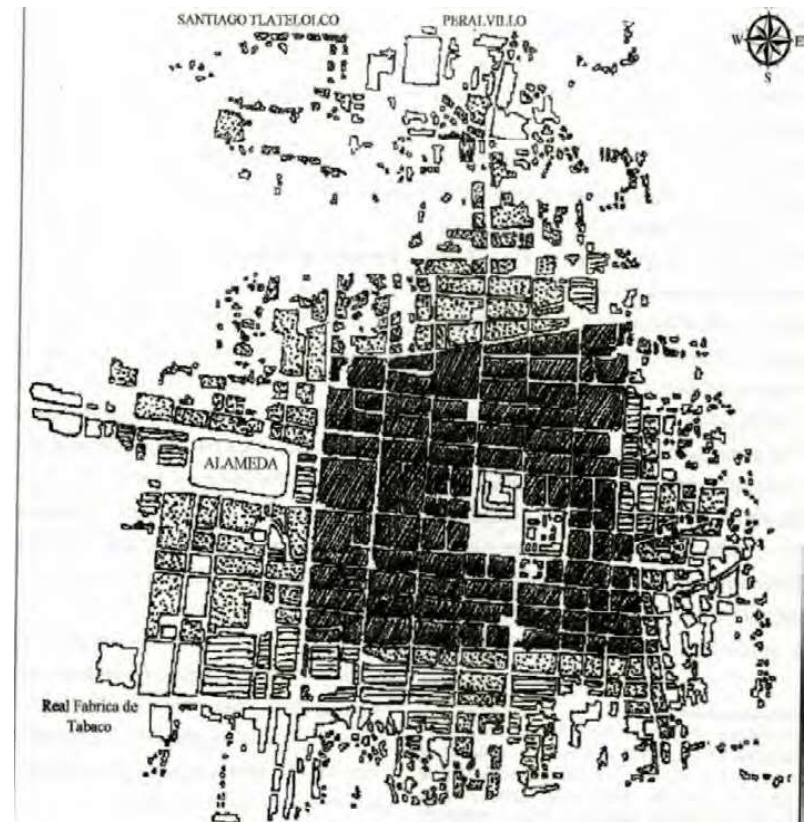 SANTIAGO TLATELOLCO
PERALVILLO
W
E
S
ALAMEDA
Real Fabrica de
Tabaco